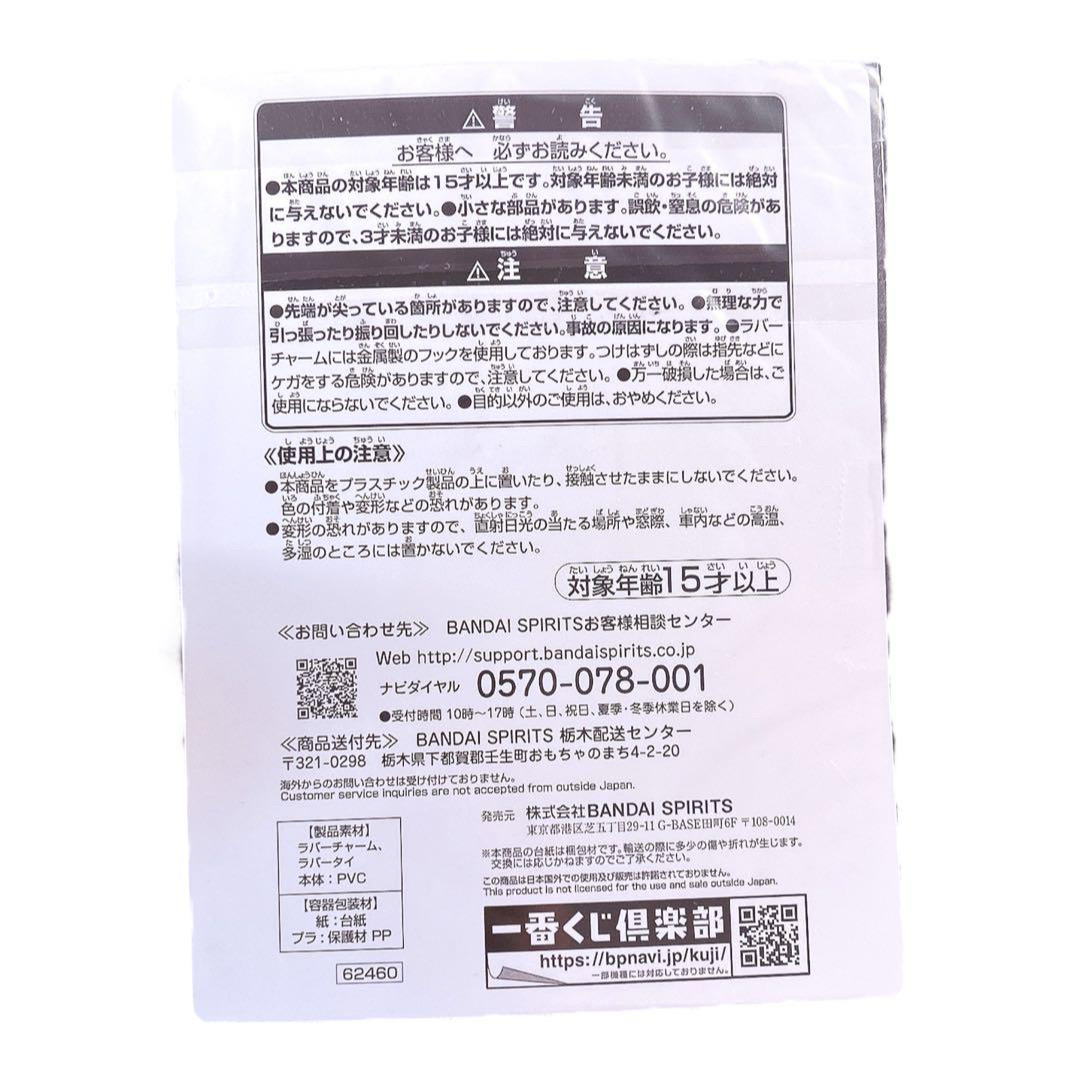 ⚠警告
お客様へ 必ずお読みください。
●本商品の対象年齢は15才以上です。対象年齢未満のお子様には絶対
に与えないでください。●小さな部品があります。誤飲・窒息の危険があ
りますので、3才未満のお子様には絶対に与えないでください。
⚠注意
●先端が尖っている箇所がありますので、注意してください。●無理な力で
引っ張ったり振り回したりしないでください。事故の原因になります。●ラバー
チャームには金属製のフックを使用しております。つけはずしの際は指先などに
ケガをする危険がありますので、注意してください。●万一破損した場合は、ご
使用にならないでください。●目的以外のご使用は、おやめください。
≪使用上の注意≫
●本商品をプラスチック製品の上に置いたり、接触させたままにしないでください。
色の付着や変形などの恐れがあります。
●変形の恐れがありますので、直射日光の当たる場所や窓際、車内などの高温、
多湿のところには置かないでください。
対象年齢15才以上
≪お問い合わせ先≫ BANDAI SPIRITSお客様相談センター
Web http://support.bandaispirits.co.jp
ナビダイヤル 0570-078-001
●受付時間 10時～17時（土、日、祝日、夏季・冬季休業日を除く）
≪商品送付先≫ BANDAI SPIRITS 栃木配送センター
〒321-0298 栃木県下都賀郡壬生町おもちゃのまち4-2-20
海外からのお問い合わせは受け付けておりません。
Customer service inquiries are not accepted from outside Japan.
発売元 株式会社BANDAI SPIRITS
東京都港区芝五丁目29-11 G-BASE田町6F 〒108-0014
※本商品の台紙は梱包材です。輸送の際に多少の傷や折れが生じます。
交換には応じかねますのでご了承ください。
この商品は日本国外での使用及び販売は許諾されておりません。
This product is not licensed for the use and sale outside Japan.
【製品素材】
ラバーチャーム、
ラバータイ
本体：PVC
【容器包装材】
紙：台紙
プラ：保護材 PP
62460
一番くじ倶楽部
https://bpnavi.jp/kuji/
一部機種には対応しておりません。